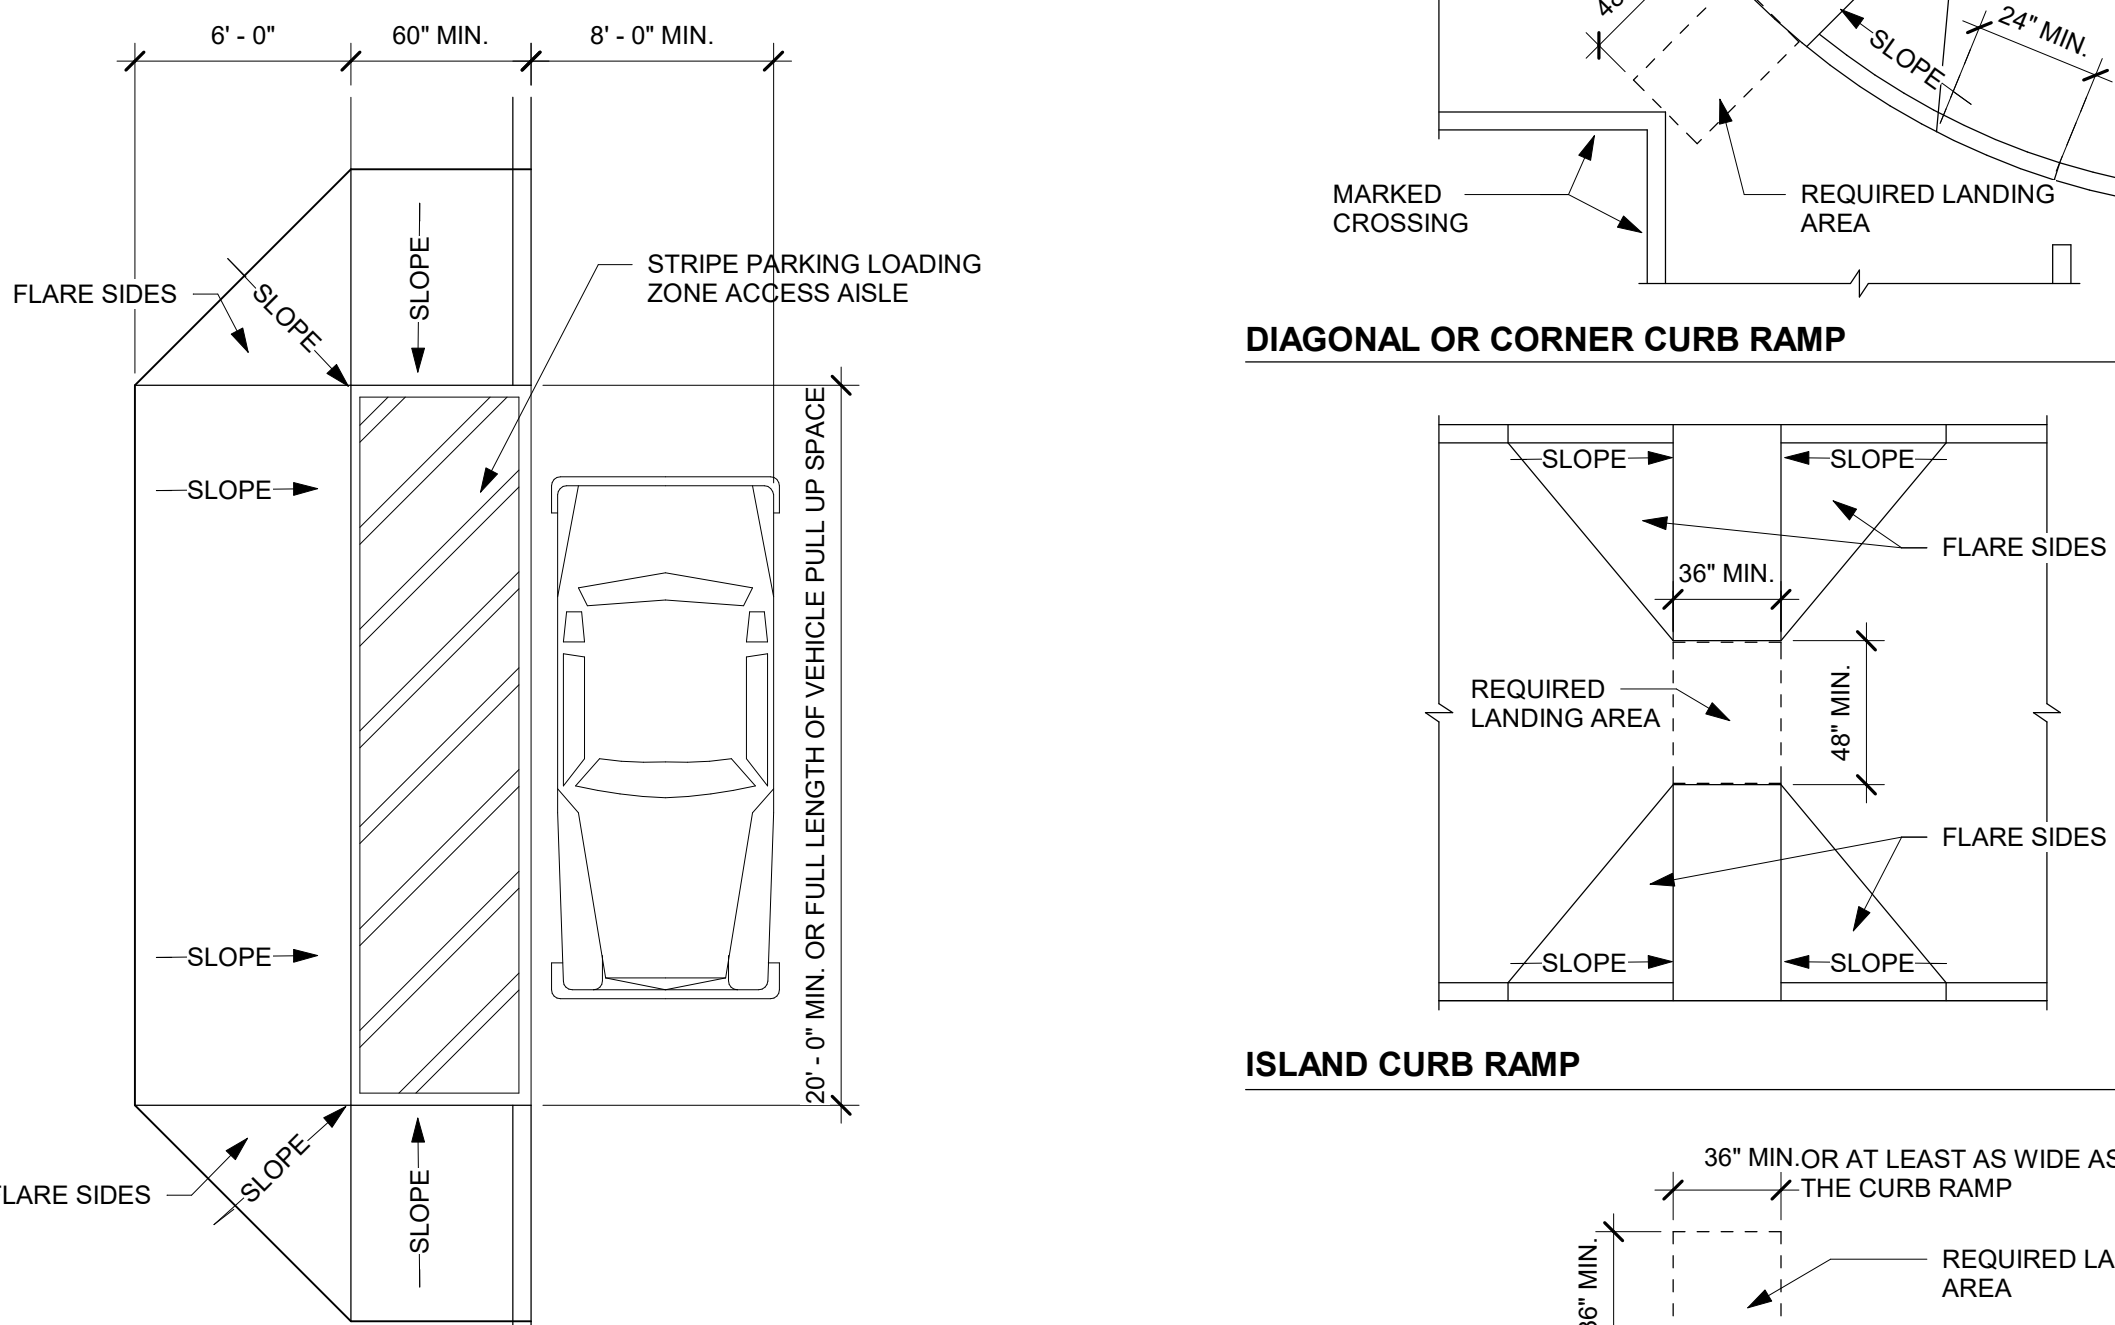 6' - 0"
60" MIN.
8' - 0" MIN.
FLARE SIDES
SLOPE
SLOPE
STRIPE PARKING LOADING
ZONE ACCESS AISLE
SLOPE
SLOPE
20' - 0" MIN. OR FULL LENGTH OF VEHICLE PULL UP SPACE
FLARE SIDES
SLOPE
SLOPE
SLOPE
24" MIN.
MARKED
CROSSING
REQUIRED LANDING
AREA
DIAGONAL OR CORNER CURB RAMP
SLOPE
SLOPE
FLARE SIDES
36" MIN.
REQUIRED
LANDING AREA
48" MIN.
FLARE SIDES
SLOPE
SLOPE
ISLAND CURB RAMP
36" MIN.OR AT LEAST AS WIDE AS
THE CURB RAMP
36" MIN.
REQUIRED
AREA